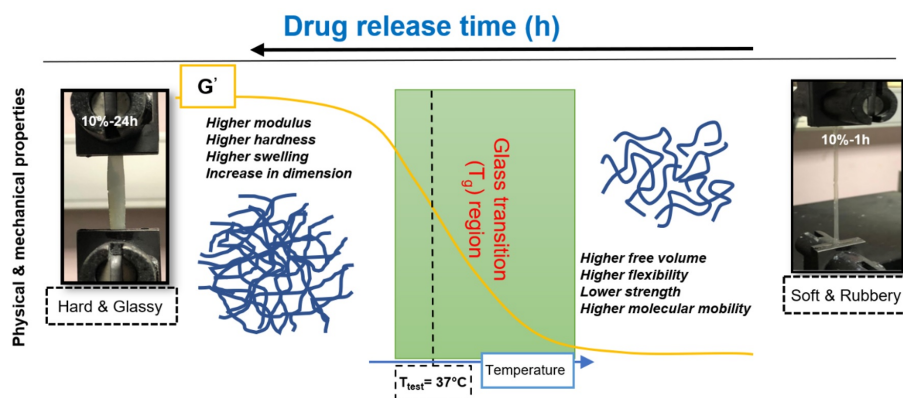 Drug release time (h)
Physical & mechanical properties
10%-24h
Hard & Glassy
G’
Higher modulus
Higher hardness
Higher swelling
Increase in dimension
Glass transition
(Tg) region
Ttest= 37°C
Temperature
Higher free volume
Higher flexibility
Lower strength
Higher molecular mobility
10%-1h
Soft & Rubbery